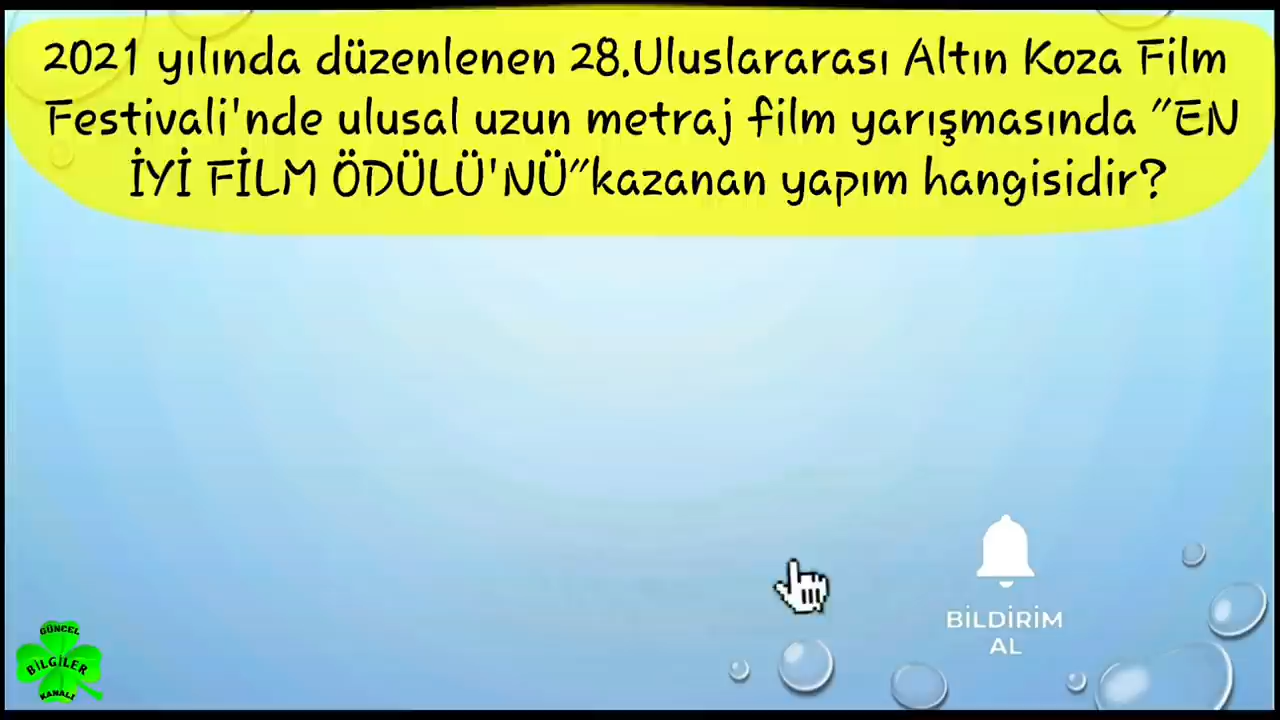 2021 yılında düzenlenen 28.Uluslararası Altın Koza Film
Festivali'nde ulusal uzun metraj film yarışmasında "EN
İYİ FİLM ÖDÜLÜ'NÜ"kazanan yapım hangisidir?
BİLDİRİM
AL
GÜNCEL
BİLGİLER
KANALI